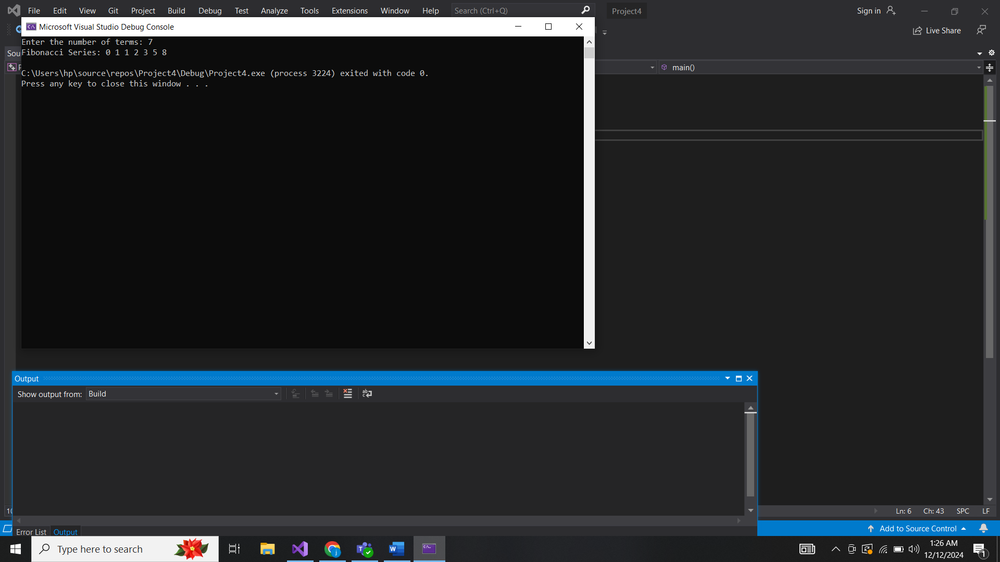 File Edit View Git Project Build Debug Test Analyze Tools Extensions Window Help Search (Ctrl+Q) Project4 Sign in
Microsoft Visual Studio Debug Console
Live Share
Enter the number of terms: 7
Fibonacci Series: 0 1 1 2 3 5 8
main()
C:\Users\hp\source\repos\Project4\Debug\Project4.exe (process 3224) exited with code 0.
Press any key to close this window . . .
Output
Show output from: Build
Ln: 6 Ch: 43 SPC LF
Error List Output
Add to Source Control
Type here to search
1:26 AM
12/12/2024
1